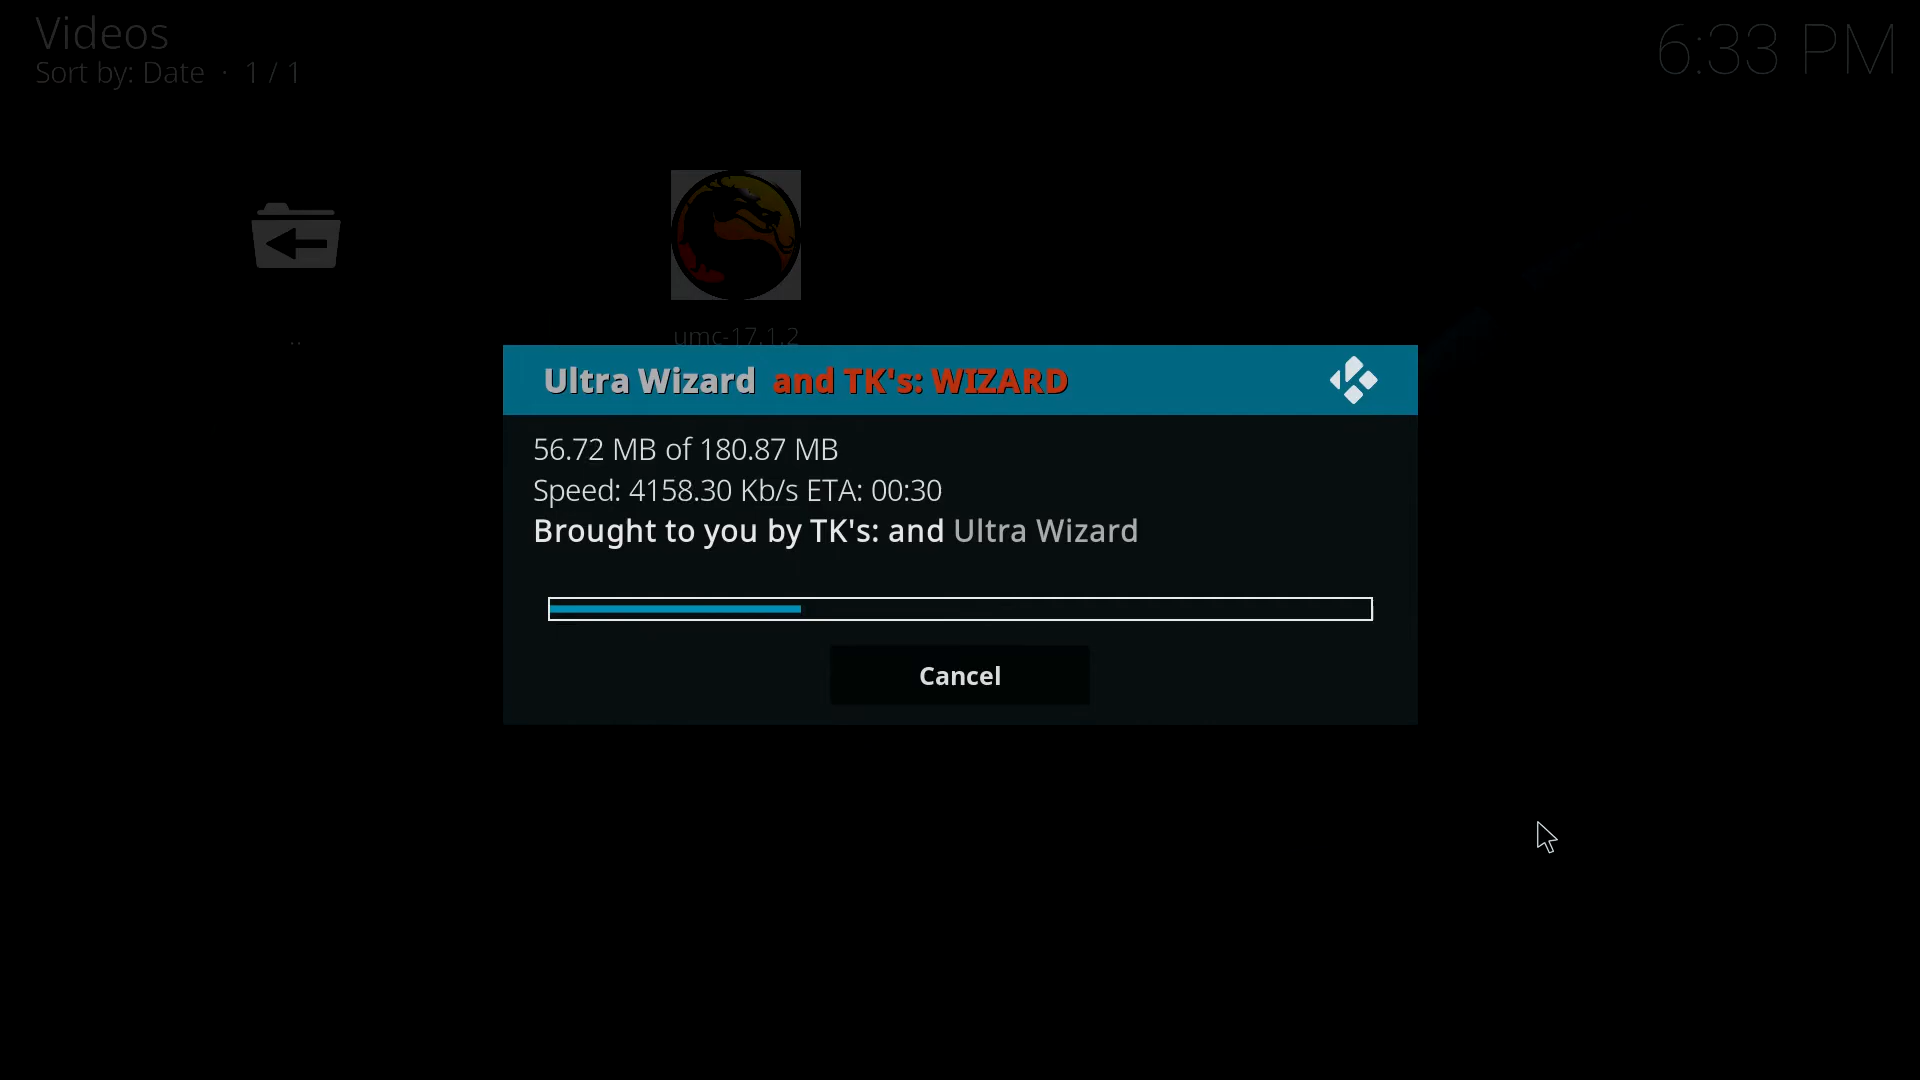 Videos
Sort by: Date · 1 / 1
6:33 PM
..
umc-17.1.2
Ultra Wizard and TK's: WIZARD
56.72 MB of 180.87 MB
Speed: 4158.30 Kb/s ETA: 00:30
Brought to you by TK's: and Ultra Wizard
Cancel